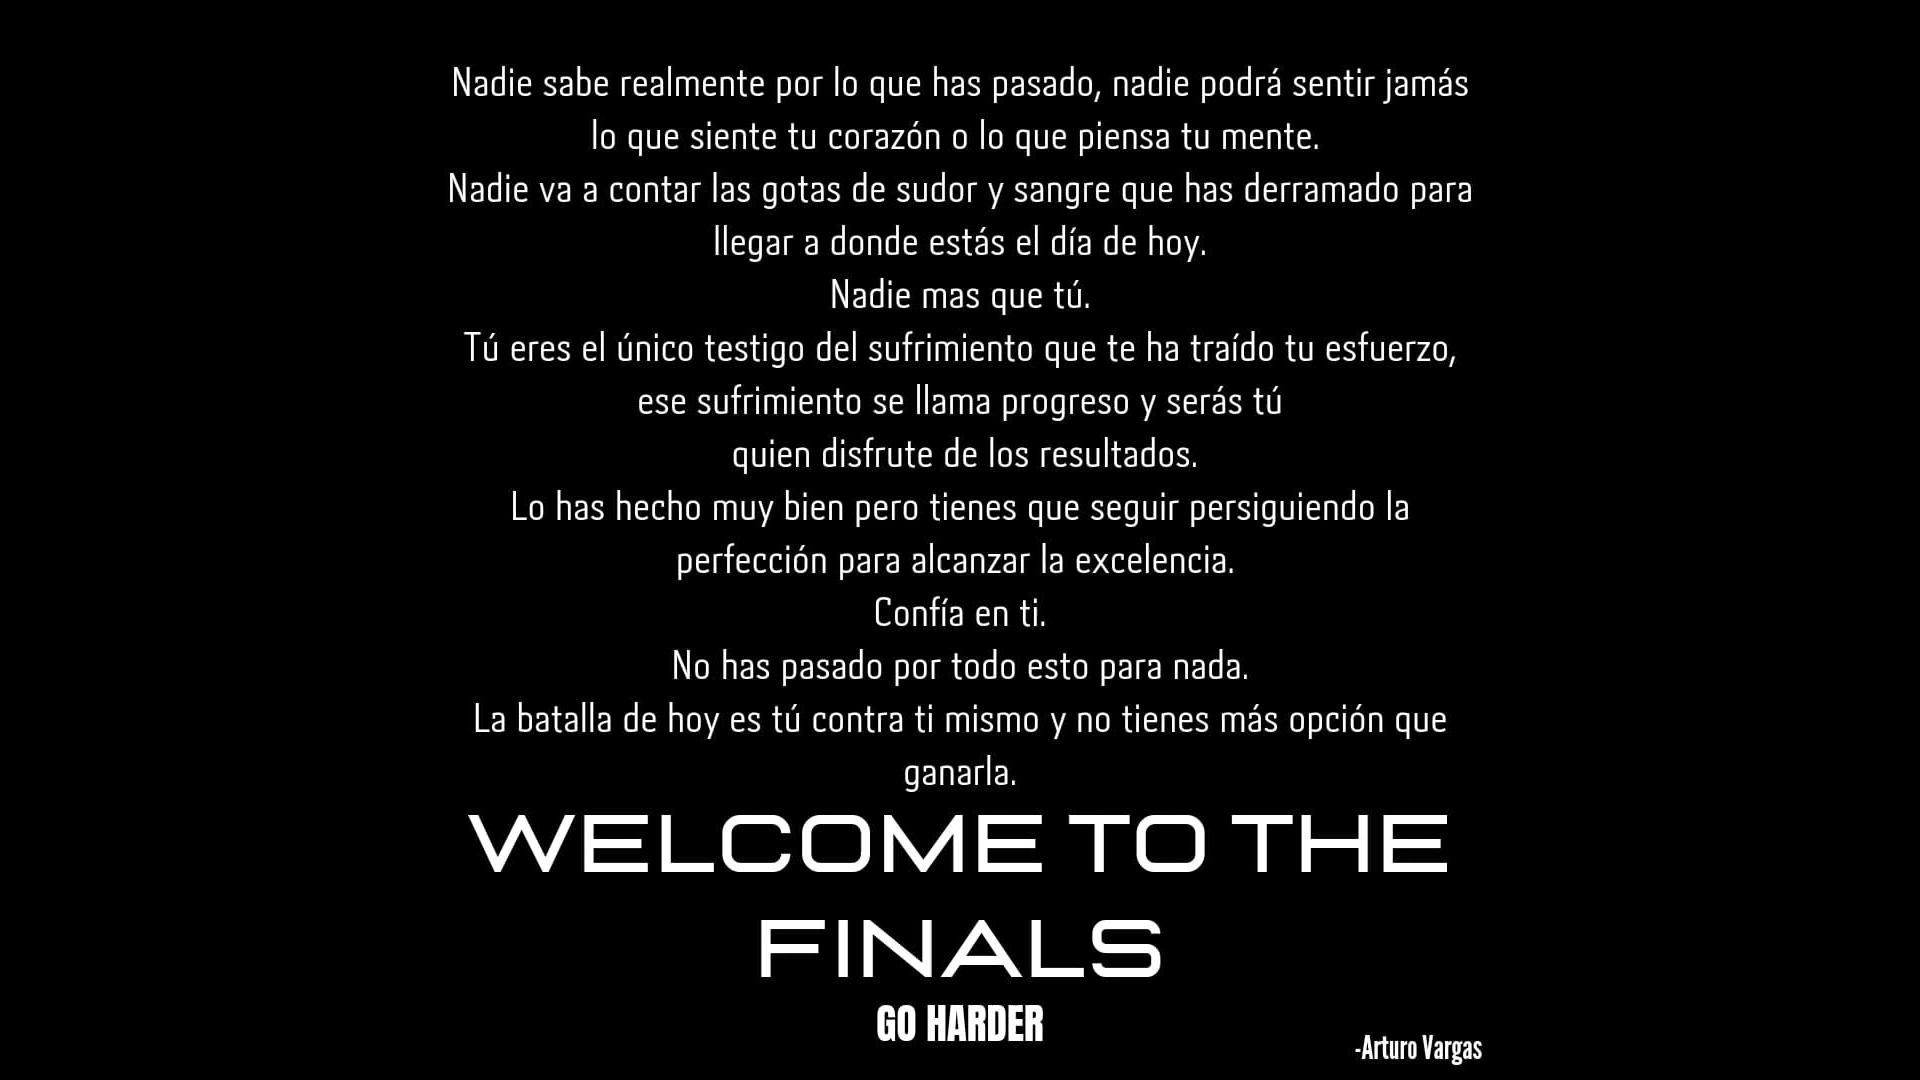 Nadie sabe realmente por lo que has pasado, nadie podrá sentir jamás
lo que siente tu corazón o lo que piensa tu mente.
Nadie va a contar las gotas de sudor y sangre que has derramado para
llegar a donde estás el día de hoy.
Nadie mas que tú.
Tú eres el único testigo del sufrimiento que te ha traído tu esfuerzo,
ese sufrimiento se llama progreso y serás tú
quien disfrute de los resultados.
Lo has hecho muy bien pero tienes que seguir persiguiendo la
perfección para alcanzar la excelencia.
Confía en ti.
No has pasado por todo esto para nada.
La batalla de hoy es tú contra ti mismo y no tienes más opción que
ganarla.
WELCOME TO THE
FINALS
GO HARDER
-Arturo Vargas